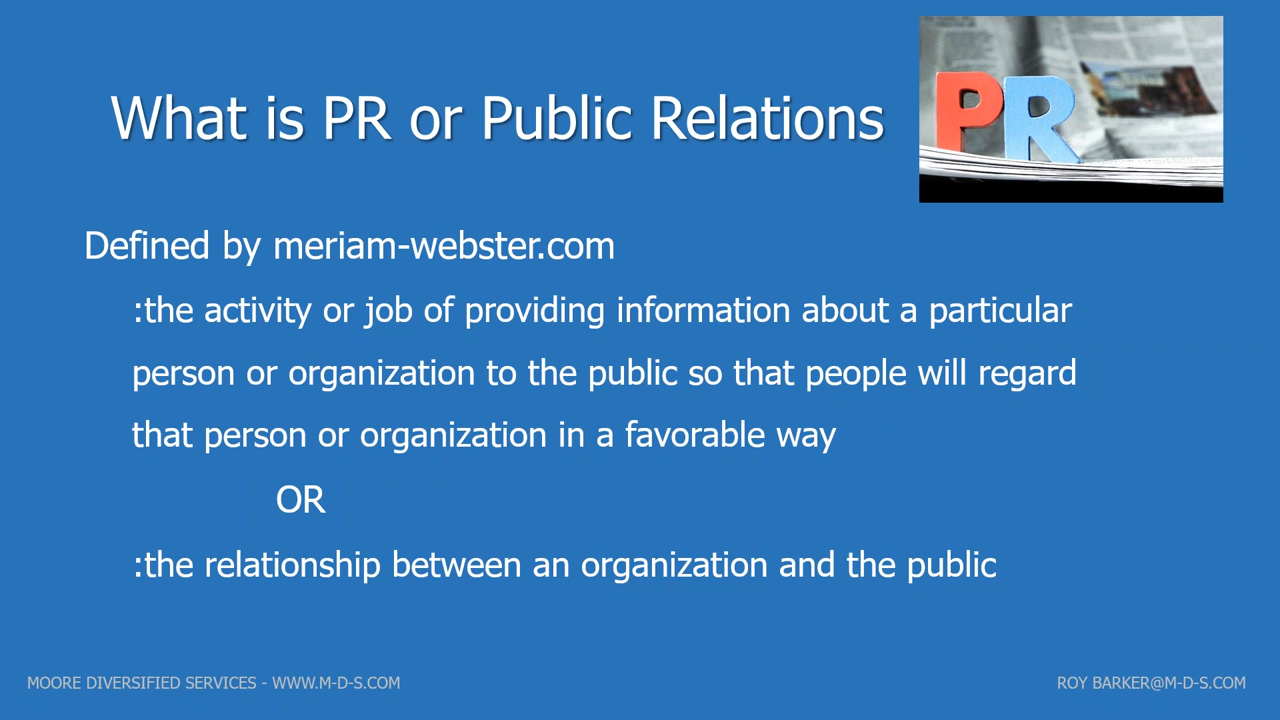 PR
What is PR or Public Relations
Defined by meriam-webster.com
:the activity or job of providing information about a particular
person or organization to the public so that people will regard
that person or organization in a favorable way
OR
:the relationship between an organization and the public
MOORE DIVERSIFIED SERVICES - WWW.M-D-S.COM
ROY BARKER@M-D-S.COM